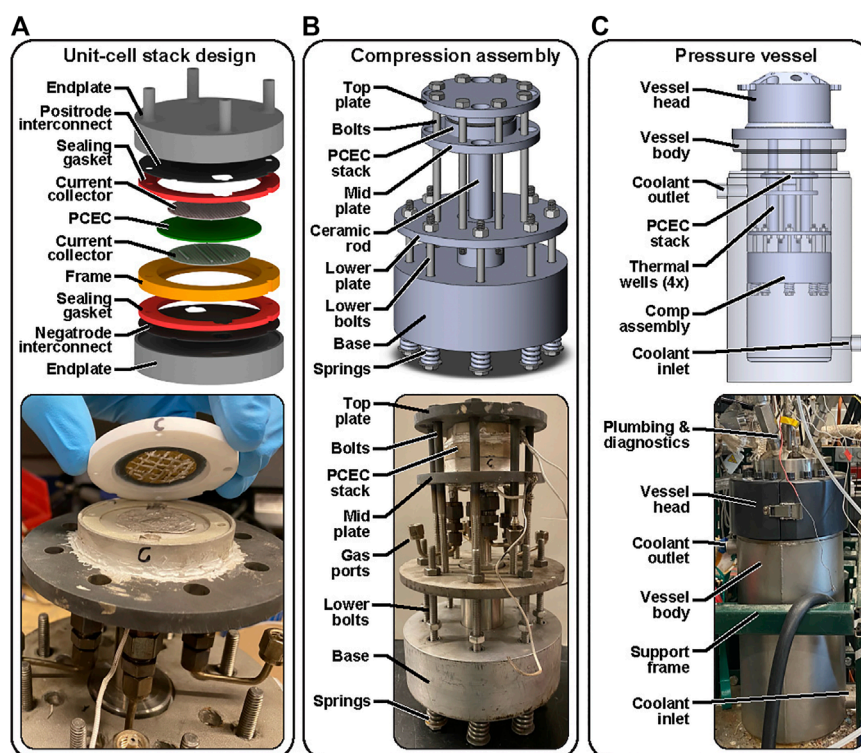 A
Unit-cell stack design
Endplate
Positrode
interconnect
Sealing
gasket
Current
collector
PCEC
Current
collector
Frame
Sealing
gasket
Negatrode
interconnect
Endplate
C
C
B
Compression assembly
Top
plate
Bolts
PCEC
stack
Mid
plate
Ceramic
rod
Lower
plate
Lower
bolts
Base
Springs
Top
plate
Bolts
PCEC
stack
Mid
plate
Gas
ports
Lower
bolts
Base
Springs
C
C
Pressure vessel
Vessel
head
Vessel
body
Coolant
outlet
PCEC
stack
Thermal
wells (4x)
Comp
assembly
Coolant
inlet
Plumbing &
diagnostics
Vessel
head
Coolant
outlet
Vessel
body
Support
frame
Coolant
inlet